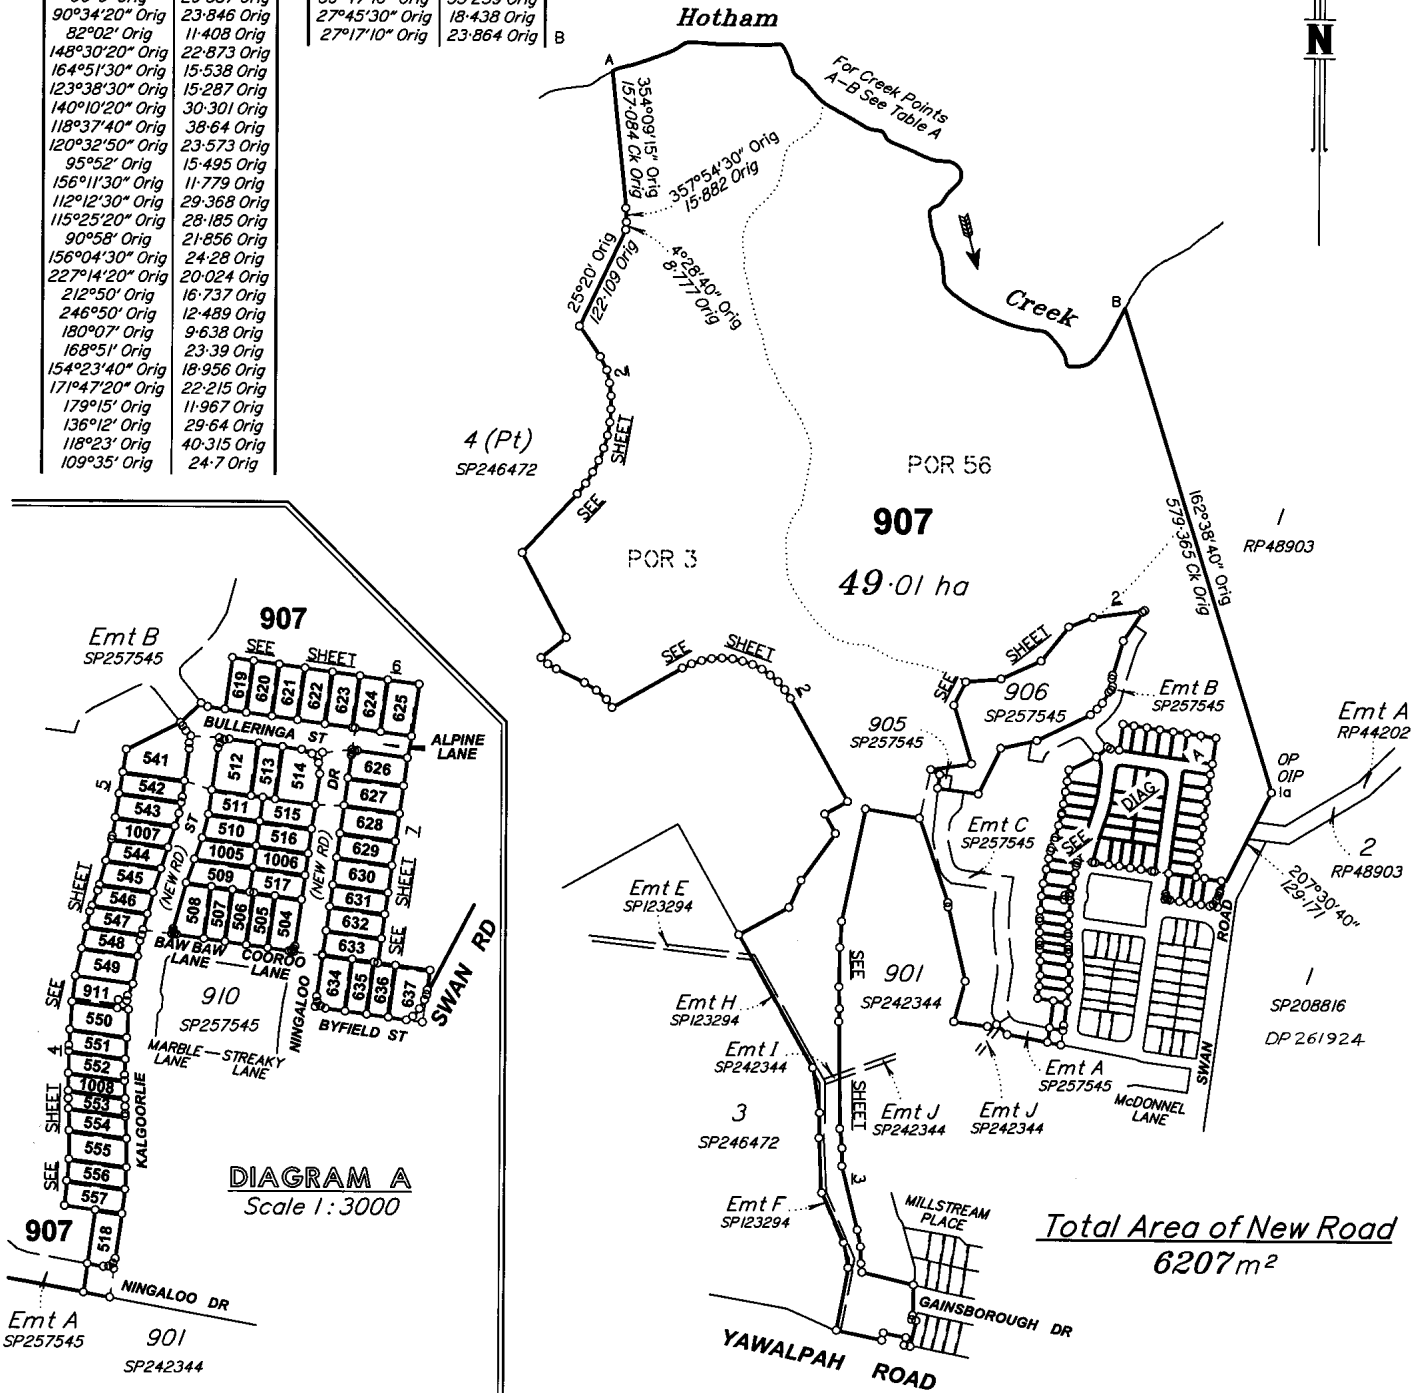 90°34'20" Orig 23·846 Orig
82°02' Orig 11·408 Orig
148°30'20" Orig 22·873 Orig
164°51'30" Orig 15·538 Orig
123°38'30" Orig 15·287 Orig
140°10'20" Orig 30·301 Orig
118°37'40" Orig 38·64 Orig
120°32'50" Orig 23·573 Orig
95°52' Orig 15·495 Orig
156°11'30" Orig 11·779 Orig
112°12'30" Orig 29·368 Orig
115°25'20" Orig 28·185 Orig
90°58' Orig 21·856 Orig
156°04'30" Orig 24·28 Orig
227°14'20" Orig 20·024 Orig
212°50' Orig 16·737 Orig
246°50' Orig 12·489 Orig
180°07' Orig 9·638 Orig
168°51' Orig 23·39 Orig
154°23'40" Orig 18·956 Orig
171°47'20" Orig 22·215 Orig
179°15' Orig 11·967 Orig
136°12' Orig 29·64 Orig
118°23' Orig 40·315 Orig
109°35' Orig 24·7 Orig
27°45'30" Orig 18·438 Orig
27°17'10" Orig 23·864 Orig B
Hotham
N
A
For Creek Points
A-B See Table A
354°09'15" Orig
157·084 Ck Orig
357°54'30" Orig
15·882 Orig
4°28'40" Orig
8·777 Orig
25°20' Orig
122·109 Orig
Creek
B
SEE SHEET 2
4 (Pt)
SP246472
POR 56
907
49·01 ha
POR 3
162°38'40" Orig
579·365 Ck Orig
1
RP48903
SEE SHEET 2
SEE SHEET 2
906
SP257545
905
SP257545
Emt B
SP257545
Emt A
RP44202
OP
OIP
1a
2
RP48903
207°30'40"
129·171
SEE DIAG A
Emt C
SP257545
Emt E
SP123294
901
SP242344
Emt H
SP123294
Emt I
SP242344
SEE SHEET 3
3
SP246472
Emt J
SP242344
Emt J
SP242344
Emt A
SP257545
McDONNEL
LANE
SWAN ROAD
1
SP208816
DP 261924
Emt F
SP123294
MILLSTREAM
PLACE
GAINSBOROUGH DR
YAWALPAH ROAD
Total Area of New Road
6207m²
907
Emt B
SP257545
SEE SHEET 6
619 620 621 622 623 624 625
BULLERINGA ST
ALPINE
LANE
541
542
543
1007
544
545
546
547
548
549
911
550
551
552
1008
553
554
555
556
557
518
512 513 514
511 515
510 516
1005 1006
509 517
508 507 506 505 504
626
627
628
629
630
631
632
633
634 635 636 637
ST (NEW RD)
DR (NEW RD)
SHEET 5
SEE
SHEET 7
SEE
SEE SHEET 4
BAW BAW
LANE
COOROO
LANE
NINGALOO
SWAN RD
BYFIELD ST
910
SP257545
MARBLE
LANE
STREAKY
LANE
KALGOORLIE
DIAGRAM A
Scale 1:3000
907
NINGALOO DR
Emt A
SP257545
901
SP242344